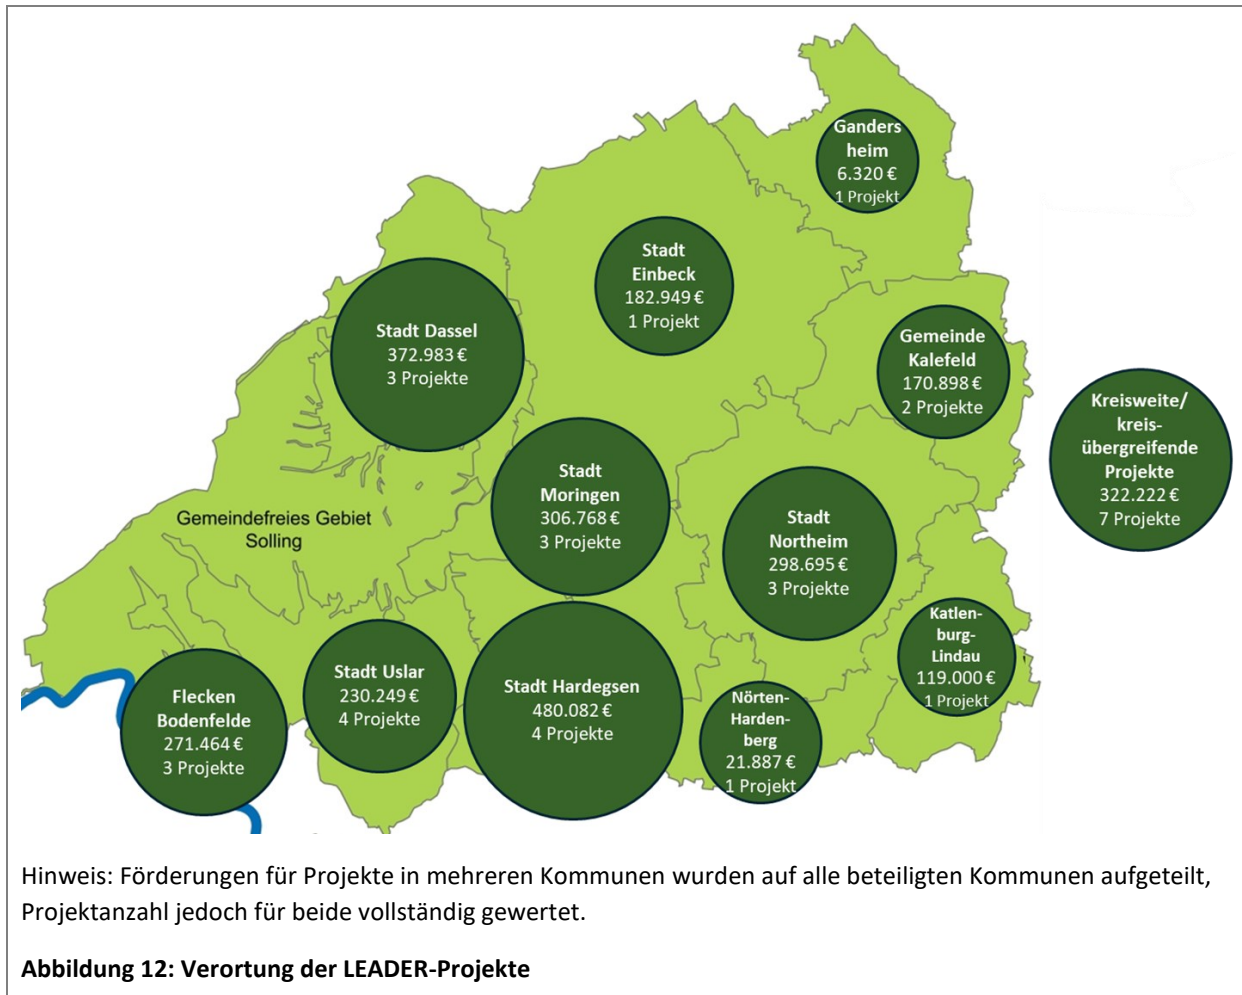 Ganders
heim
6.320 €
1 Projekt
Stadt
Einbeck
182.949 €
1 Projekt
Stadt Dassel
372.983 €
3 Projekte
Gemeinde
Kalefeld
170.898 €
2 Projekte
Kreisweite/
kreis-
übergreifende
Projekte
322.222 €
7 Projekte
Stadt
Moringen
306.768 €
3 Projekte
Gemeindefreies Gebiet
Solling
Stadt
Northeim
298.695 €
3 Projekte
Katlen-
burg-
Lindau
119.000 €
1 Projekt
Flecken
Bodenfelde
271.464 €
3 Projekte
Stadt Uslar
230.249 €
4 Projekte
Stadt Hardegsen
480.082 €
4 Projekte
Nörten-
Harden-
berg
21.887 €
1 Projekt
Hinweis: Förderungen für Projekte in mehreren Kommunen wurden auf alle beteiligten Kommunen aufgeteilt,
Projektanzahl jedoch für beide vollständig gewertet.
Abbildung 12: Verortung der LEADER-Projekte